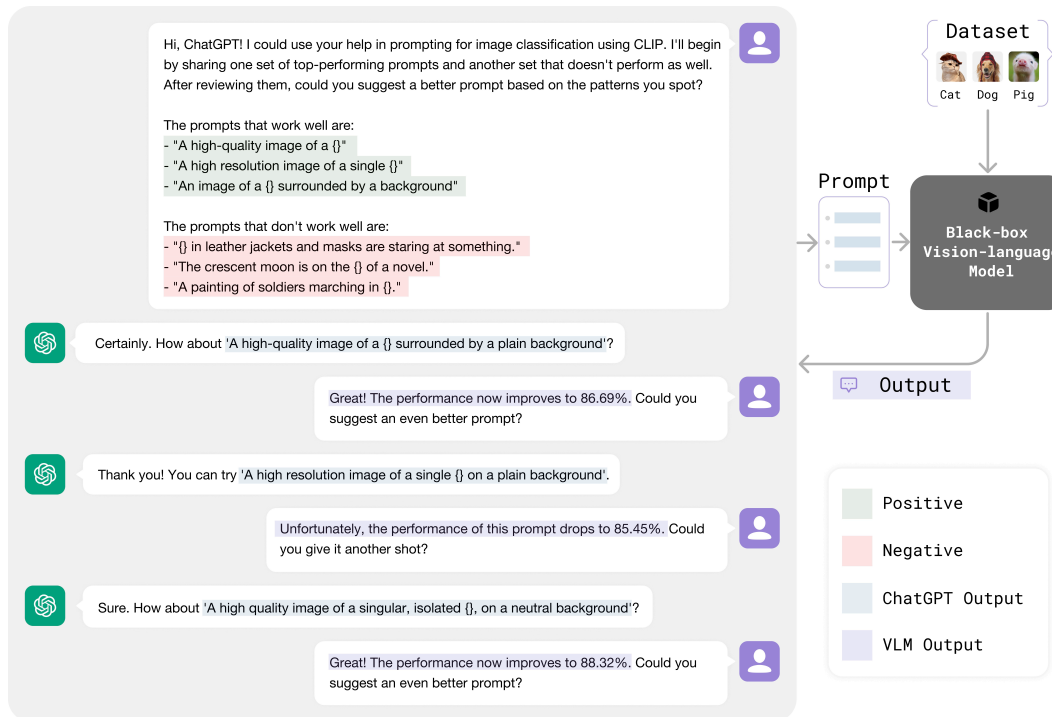 Hi, ChatGPT! I could use your help in prompting for image classification using CLIP. I'll begin
by sharing one set of top-performing prompts and another set that doesn't perform as well.
After reviewing them, could you suggest a better prompt based on the patterns you spot?
The prompts that work well are:
- "A high-quality image of a {}"
- "A high resolution image of a single {}"
- "An image of a {} surrounded by a background"
The prompts that don't work well are:
- "{} in leather jackets and masks are staring at something."
- "The crescent moon is on the {} of a novel."
- "A painting of soldiers marching in {}."
Certainly. How about 'A high-quality image of a {} surrounded by a plain background'?
Great! The performance now improves to 86.69%. Could you
suggest an even better prompt?
Thank you! You can try 'A high resolution image of a single {} on a plain background'.
Unfortunately, the performance of this prompt drops to 85.45%. Could
you give it another shot?
Sure. How about 'A high quality image of a singular, isolated {}, on a neutral background'?
Great! The performance now improves to 88.32%. Could you
suggest an even better prompt?
Dataset
Cat Dog Pig
Prompt
Black-box
Vision-language
Model
Output
Positive
Negative
ChatGPT Output
VLM Output